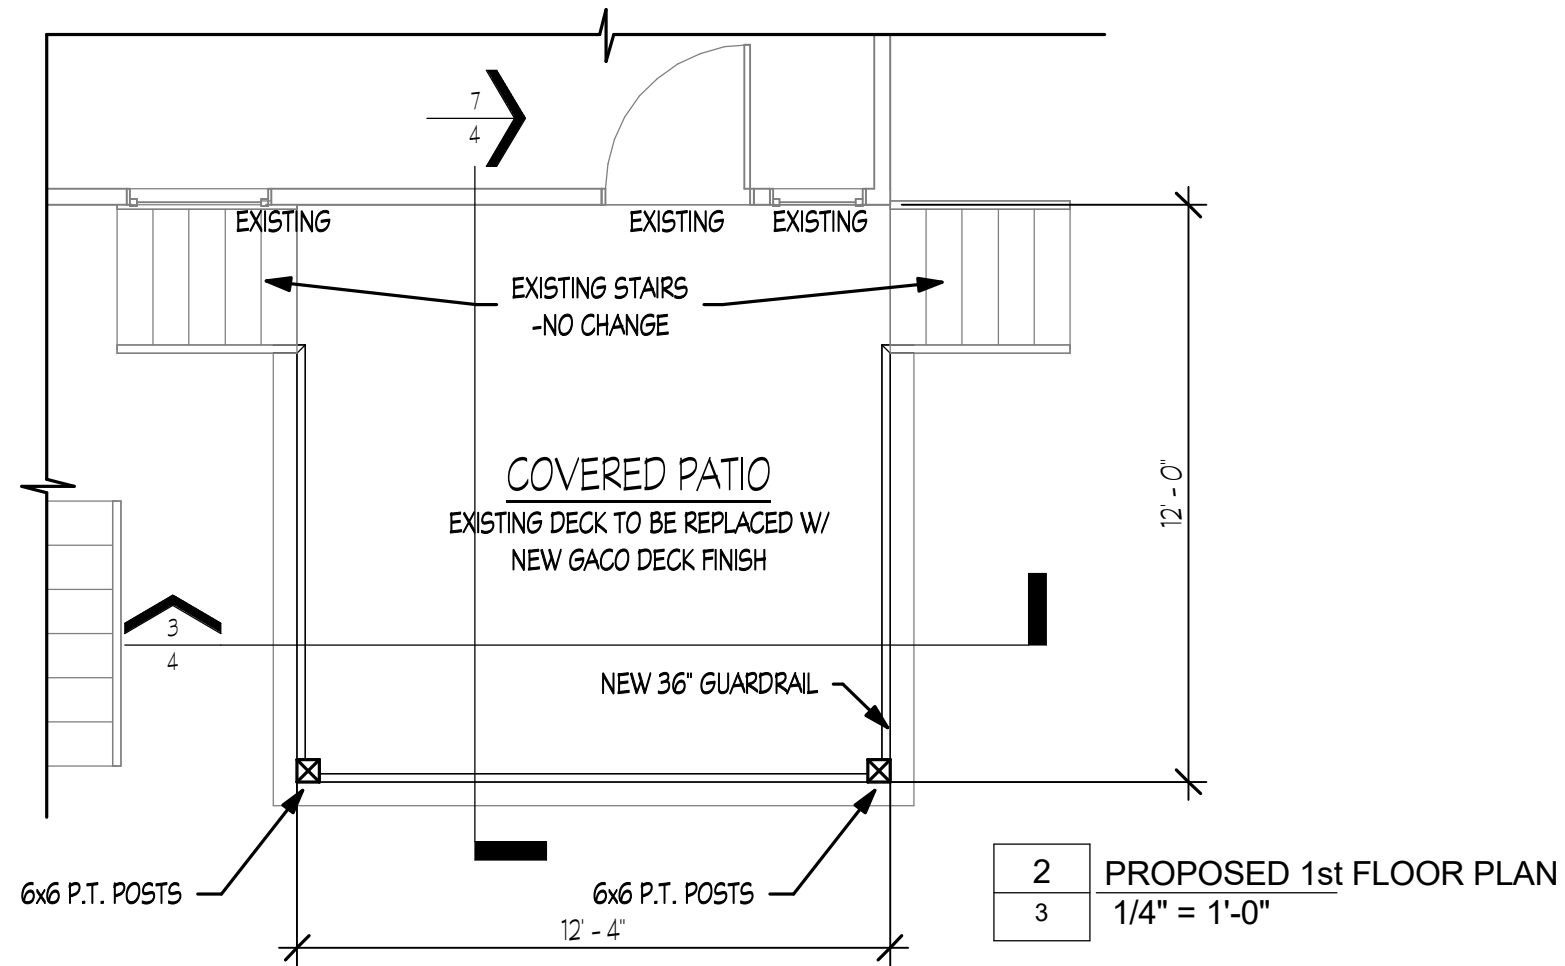 7
4
EXISTING
EXISTING
EXISTING
EXISTING STAIRS
-NO CHANGE
COVERED PATIO
EXISTING DECK TO BE REPLACED W/
NEW GACO DECK FINISH
12' - 0"
3
4
NEW 36" GUARDRAIL
6x6 P.T. POSTS
6x6 P.T. POSTS
12' - 4"
2
PROPOSED 1st FLOOR PLAN
3
1/4" = 1'-0"